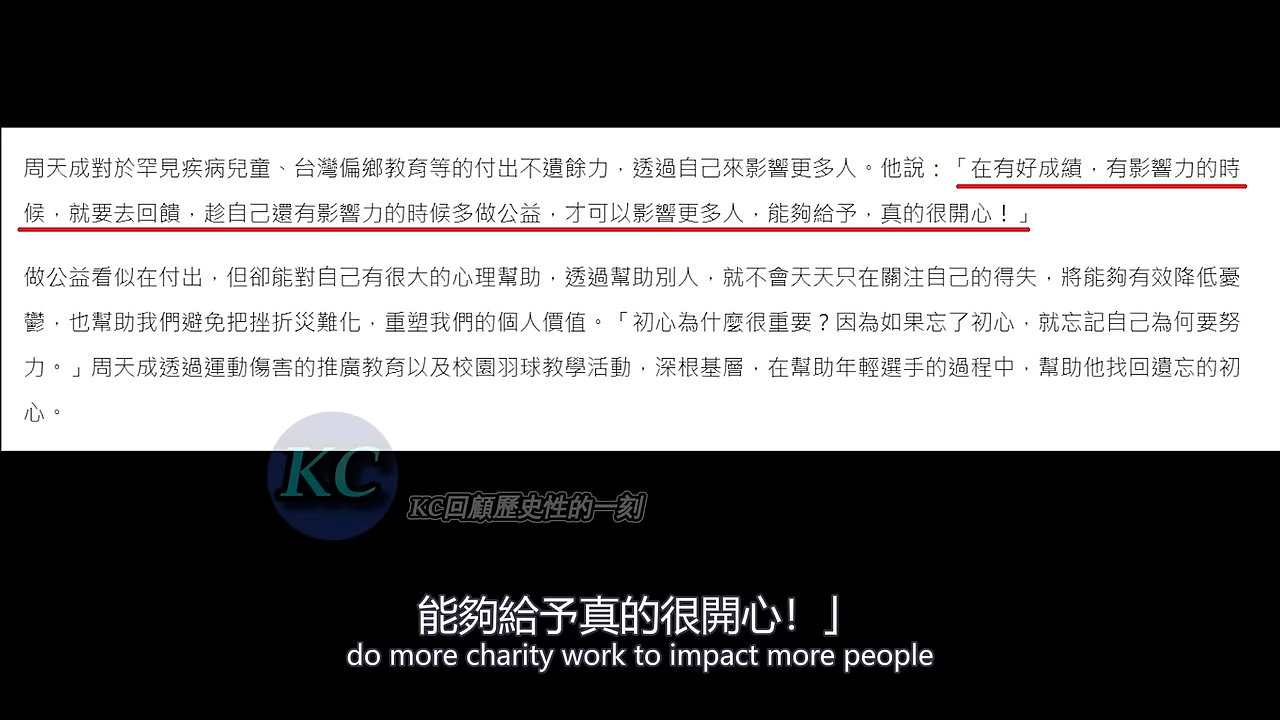 周天成對於罕見疾病兒童、台灣偏鄉教育等的付出不遺餘力，透過自己來影響更多人。他說：「在有好成績，有影響力的時
候，就要去回饋，趁自己還有影響力的時候多做公益，才可以影響更多人，能夠給予，真的很開心！」
做公益看似在付出，但卻能對自己有很大的心理幫助，透過幫助別人，就不會天天只在關注自己的得失，將能夠有效降低憂
鬱，也幫助我們避免把挫折災難化，重塑我們的個人價值。「初心為什麼很重要？因為如果忘了初心，就忘記自己為何要努
力。」周天成透過運動傷害的推廣教育以及校園羽球教學活動，深根基層，在幫助年輕選手的過程中，幫助他找回遺忘的初
心。
KC
KC回顧歷史性的一刻
能夠給予真的很開心！」
do more charity work to impact more people